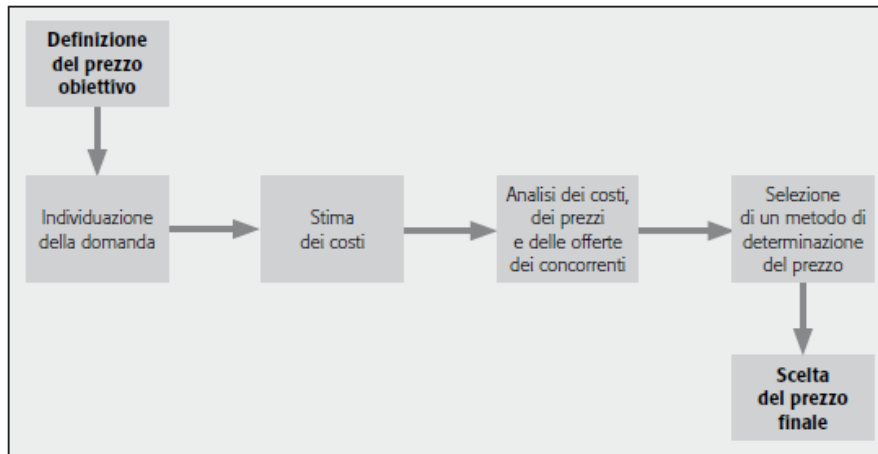 Definizione
del prezzo
obiettivo
Individuazione
della domanda
Stima
dei costi
Analisi dei costi,
dei prezzi
e delle offerte
dei concorrenti
Selezione
di un metodo di
determinazione
del prezzo
Scelta
del prezzo
finale